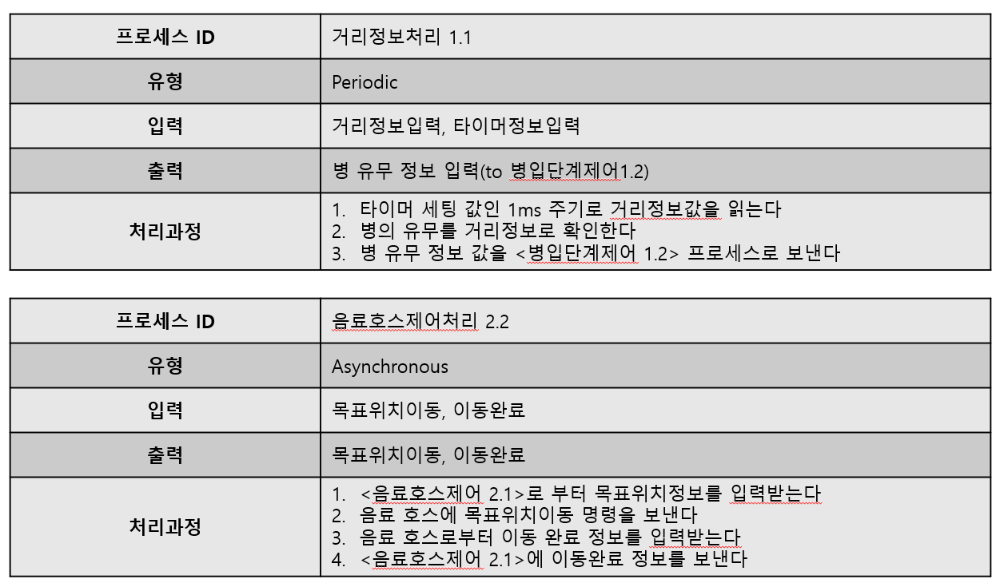 프로세스 ID
거리정보처리 1.1
유형
Periodic
입력
거리정보입력, 타이머정보입력
출력
병 유무 정보 입력(to 병입단계제어1.2)
처리과정
1. 타이머 세팅 값인 1ms 주기로 거리정보값을 읽는다
2. 병의 유무를 거리정보로 확인한다
3. 병 유무 정보 값을 <병입단계제어 1.2> 프로세스로 보낸다
프로세스 ID
음료호스제어처리 2.2
유형
Asynchronous
입력
목표위치이동, 이동완료
출력
목표위치이동, 이동완료
처리과정
1. <음료호스제어 2.1>로 부터 목표위치정보를 입력받는다
2. 음료 호스에 목표위치이동 명령을 보낸다
3. 음료 호스로부터 이동 완료 정보를 입력받는다
4. <음료호스제어 2.1>에 이동완료 정보를 보낸다